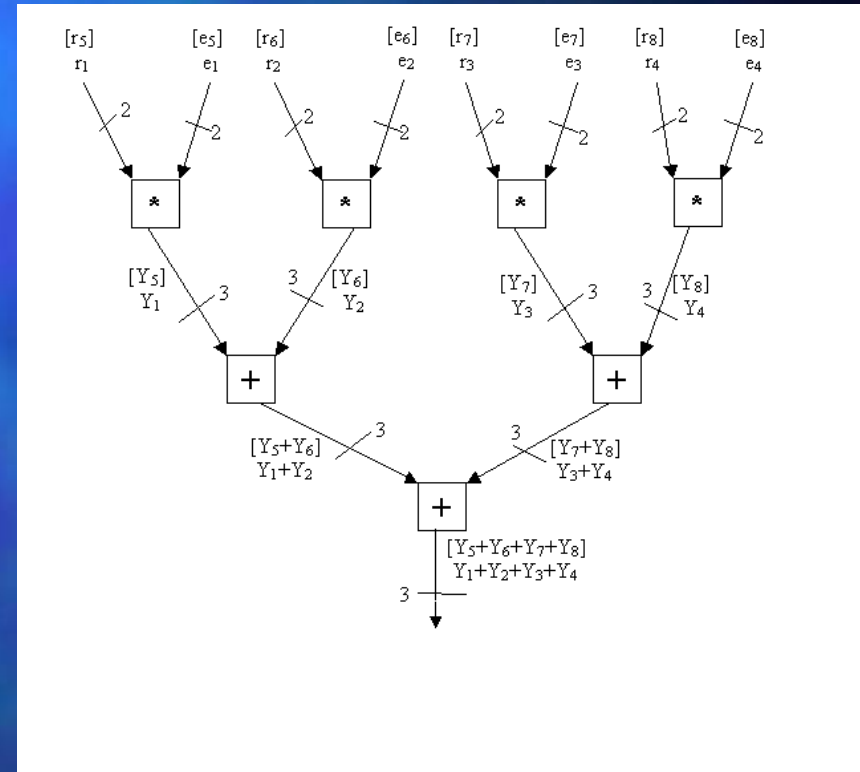 [r₅] [e₅] [r₆] [e₆] [r₇] [e₇] [r₈] [e₈]
r₁ e₁ r₂ e₂ r₃ e₃ r₄ e₄
2 2 2 2 2 2 2 2
* * * *
[Y₅] 3 3 [Y₆] [Y₇] 3 3 [Y₈]
Y₁ Y₂ Y₃ Y₄
+ +
3 3
[Y₅+Y₆] [Y₇+Y₈]
Y₁+Y₂ Y₃+Y₄
+
[Y₅+Y₆+Y₇+Y₈]
Y₁+Y₂+Y₃+Y₄
3